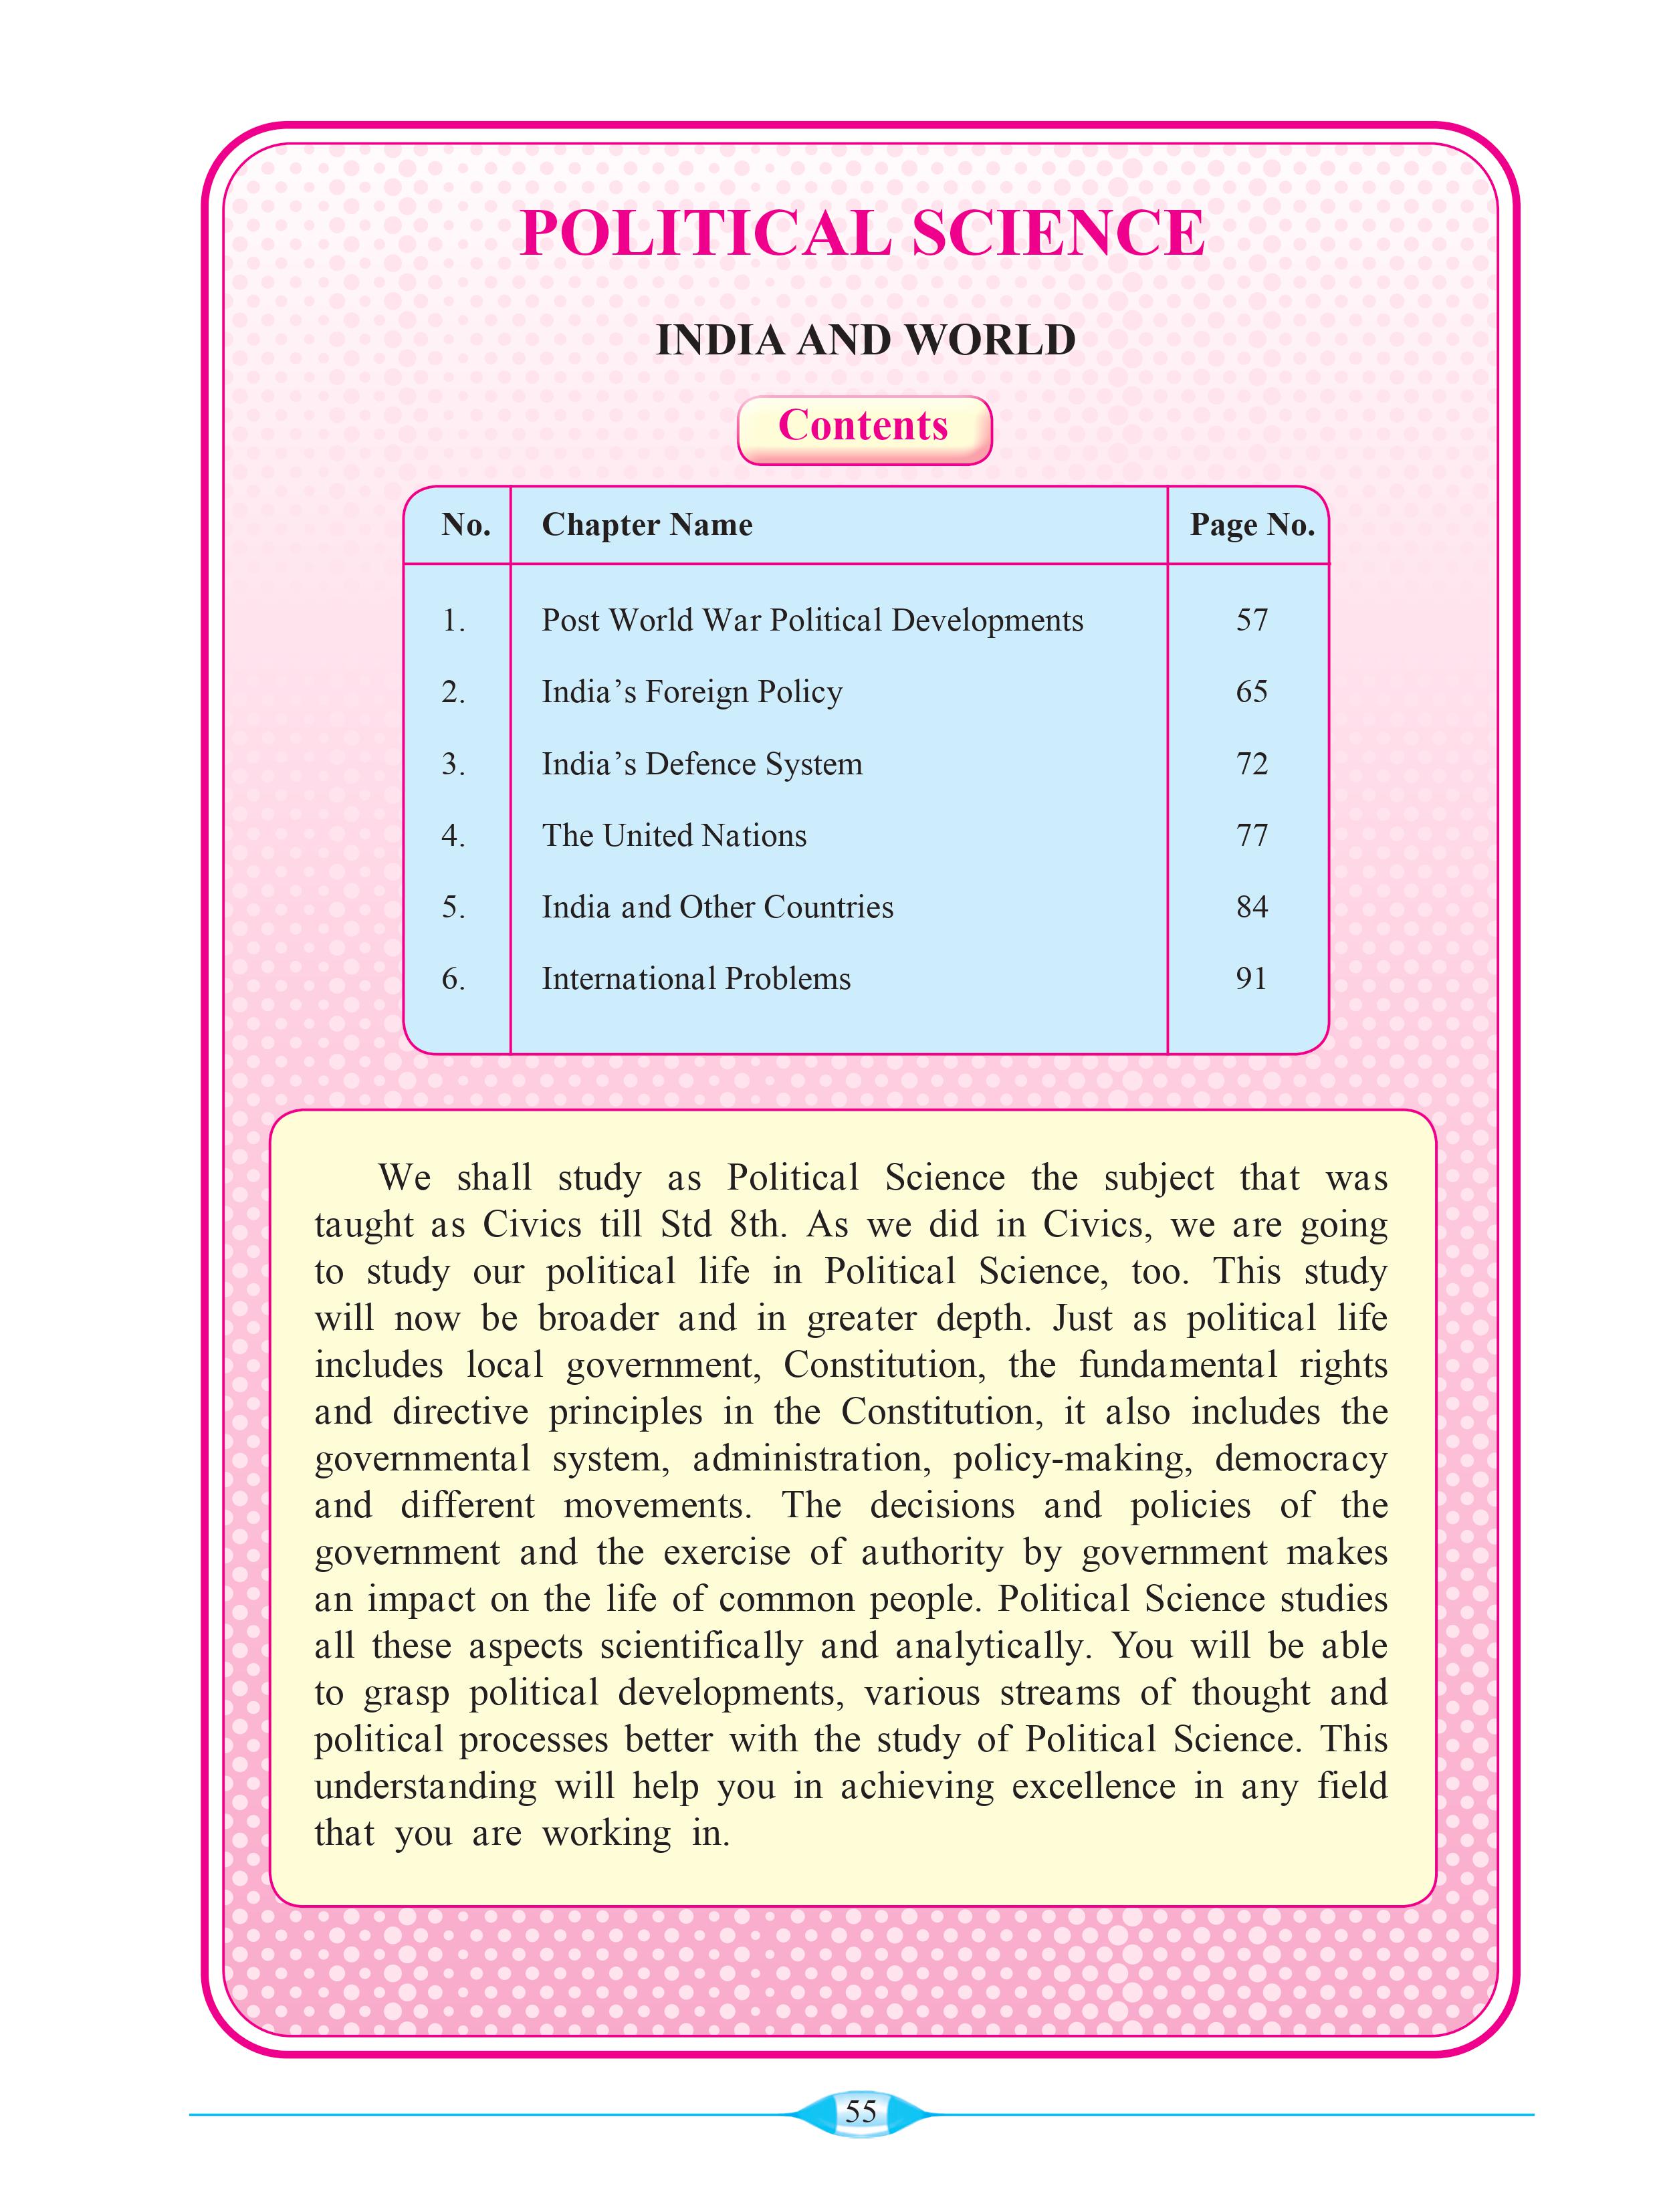 POLITICAL SCIENCE
INDIA AND WORLD
Contents
No. Chapter Name Page No.
1. Post World War Political Developments 57
2. India’s Foreign Policy 65
3. India’s Defence System 72
4. The United Nations 77
5. India and Other Countries 84
6. International Problems 91
We shall study as Political Science the subject that was
taught as Civics till Std 8th. As we did in Civics, we are going
to study our political life in Political Science, too. This study
will now be broader and in greater depth. Just as political life
includes local government, Constitution, the fundamental rights
and directive principles in the Constitution, it also includes the
governmental system, administration, policy-making, democracy
and different movements. The decisions and policies of the
government and the exercise of authority by government makes
an impact on the life of common people. Political Science studies
all these aspects scientifically and analytically. You will be able
to grasp political developments, various streams of thought and
political processes better with the study of Political Science. This
understanding will help you in achieving excellence in any field
that you are working in.
55